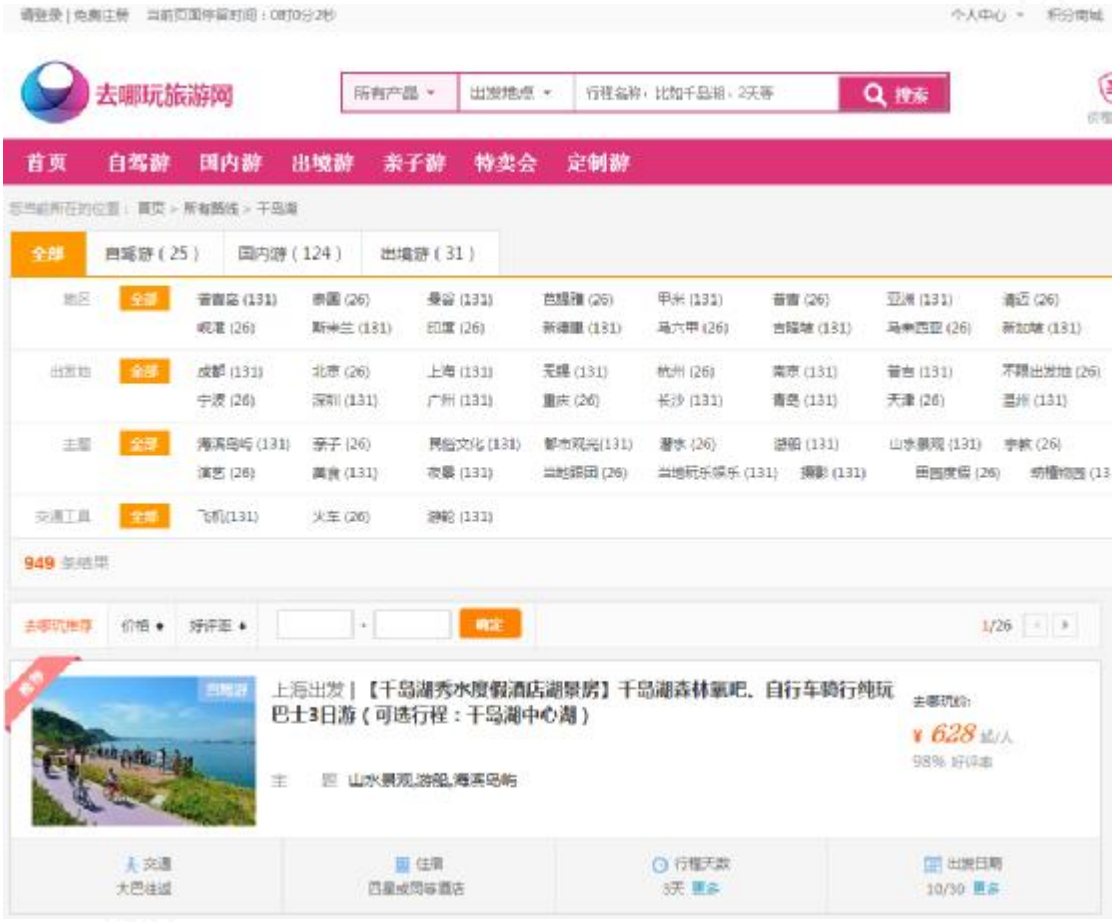 请登录 | 免费注册 当前页面停留时间：0时0分2秒 个人中心 积分商城
去哪玩旅游网
所有产品 出发地点 行程名称，比如千岛湖，2天等 搜索
首页 自驾游 国内游 出境游 亲子游 特卖会 定制游
您当前所在的位置： 首页 > 所有路线 > 千岛湖
全部 自驾游 ( 25 ) 国内游 ( 124 ) 出境游 ( 31 )
地区 全部 普吉岛 (131) 泰国 (26) 曼谷 (131) 芭提雅 (26) 甲米 (131) 普吉 (26) 亚洲 (131) 清迈 (26)
岘港 (26) 斯米兰 (131) 印度 (26) 新德里 (131) 马六甲 (26) 吉隆坡 (131) 马来西亚 (26) 新加坡 (131)
出发地 全部 成都 (131) 北京 (26) 上海 (131) 无锡 (131) 杭州 (26) 南京 (131) (131) 不限出发地 (26)
宁波 (26) 深圳 (131) 广州 (131) 重庆 (26) 长沙 (131) 青岛 (131) 天津 (26) 温州 (131)
主题 全部 海滨岛屿 (131) 亲子 (26) 民俗文化 (131) 都市观光(131) 潜水 (26) 游船 (131) 山水景观 (131) 宗教 (26)
演艺 (26) 美食 (131) 夜景 (131) 当地跟团 (26) 当地玩乐娱乐 (131) 摄影 (131) 田园度假 (26) (13
交通工具 全部 飞机(131) 火车 (26) 游轮 (131)
949 条结果
去哪玩推荐 价格 好评率 - 确定 1/26
推荐
自驾游 上海出发 | 【千岛湖秀水度假酒店湖景房】千岛湖森林氧吧、自行车骑行纯玩
巴士3日游 ( 可选行程：千岛湖中心湖 )
去哪玩价:
¥ 628 起/人
98% 好评率
主 题 山水景观,游船,海滨岛屿
交通 住宿 行程天数 出发日期
大巴往返 四星或同等酒店 3天 更多 10/30 更多